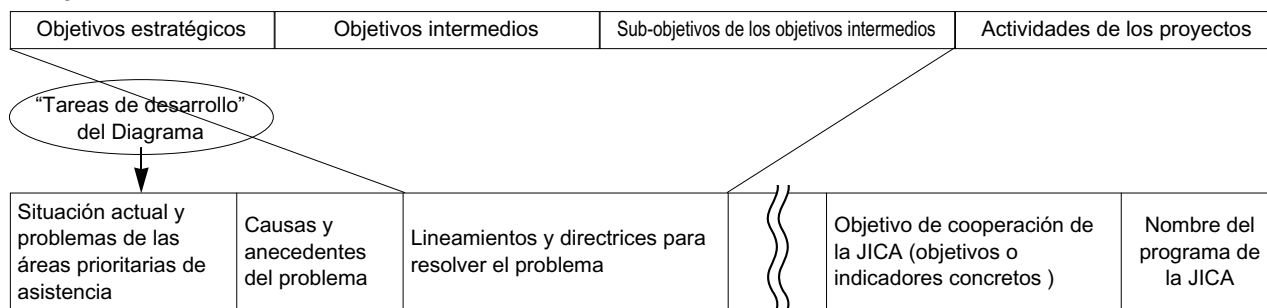 Objetivos estratégicos
Objetivos intermedios
Sub-objetivos de los objetivos intermedios
Actividades de los proyectos
“Tareas de desarrollo”
del Diagrama
Situación actual y
problemas de las
áreas prioritarias de
asistencia
Causas y
anecedentes
del problema
Lineamientos y directrices para
resolver el problema
Objetivo de cooperación de
la JICA (objetivos o
indicadores concretos )
Nombre del
programa de
la JICA